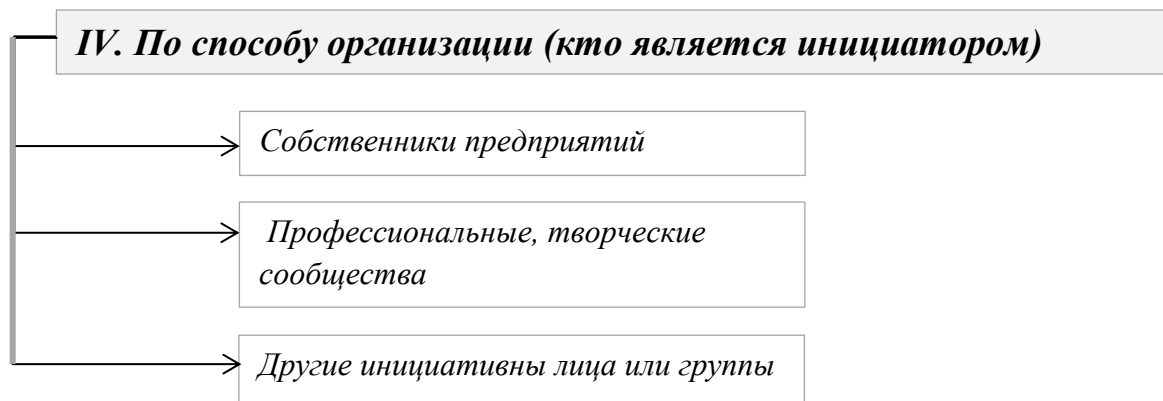 IV. По способу организации (кто является инициатором)
Собственники предприятий
Профессиональные, творческие
сообщества
Другие инициативны лица или группы